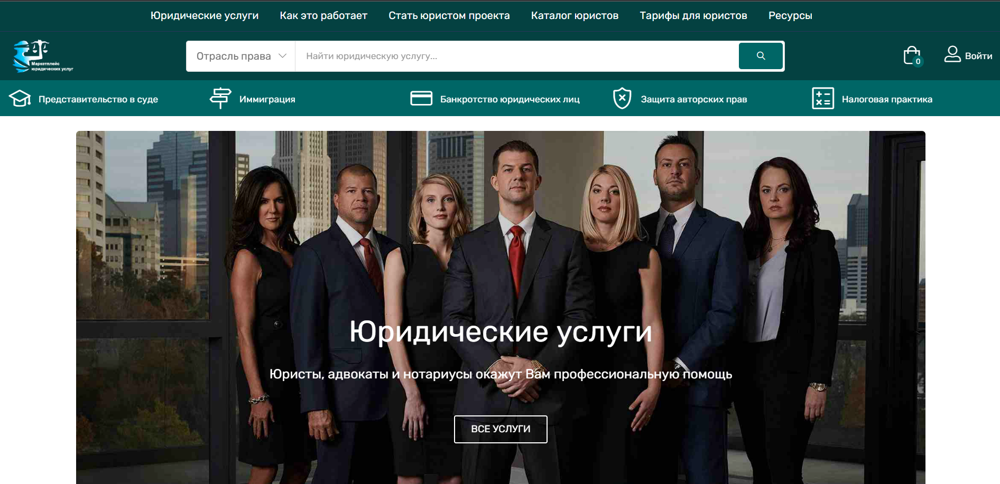 Юридические услуги Как это работает Стать юристом проекта Каталог юристов Тарифы для юристов Ресурсы
Маркетплейс
юридических услуг
Отрасль права Найти юридическую услугу... 0 Войти
Представительство в суде Иммиграция Банкротство юридических лиц Защита авторских прав Налоговая практика
Юридические услуги
Юристы, адвокаты и нотариусы окажут Вам профессиональную помощь
ВСЕ УСЛУГИ